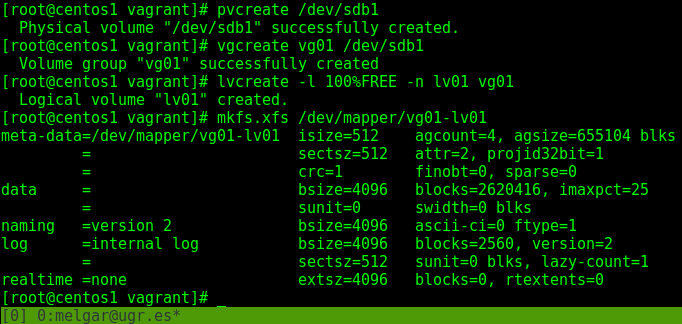 [root@centos1 vagrant]# pvcreate /dev/sdb1
  Physical volume "/dev/sdb1" successfully created.
[root@centos1 vagrant]# vgcreate vg01 /dev/sdb1
  Volume group "vg01" successfully created
[root@centos1 vagrant]# lvcreate -l 100%FREE -n lv01 vg01
  Logical volume "lv01" created.
[root@centos1 vagrant]# mkfs.xfs /dev/mapper/vg01-lv01
meta-data=/dev/mapper/vg01-lv01  isize=512    agcount=4, agsize=655104 blks
         =                       sectsz=512   attr=2, projid32bit=1
         =                       crc=1        finobt=0, sparse=0
data     =                       bsize=4096   blocks=2620416, imaxpct=25
         =                       sunit=0      swidth=0 blks
naming   =version 2              bsize=4096   ascii-ci=0 ftype=1
log      =internal log           bsize=4096   blocks=2560, version=2
         =                       sectsz=512   sunit=0 blks, lazy-count=1
realtime =none                   extsz=4096   blocks=0, rtextents=0
[root@centos1 vagrant]# _
[0] 0:melgar@ugr.es*